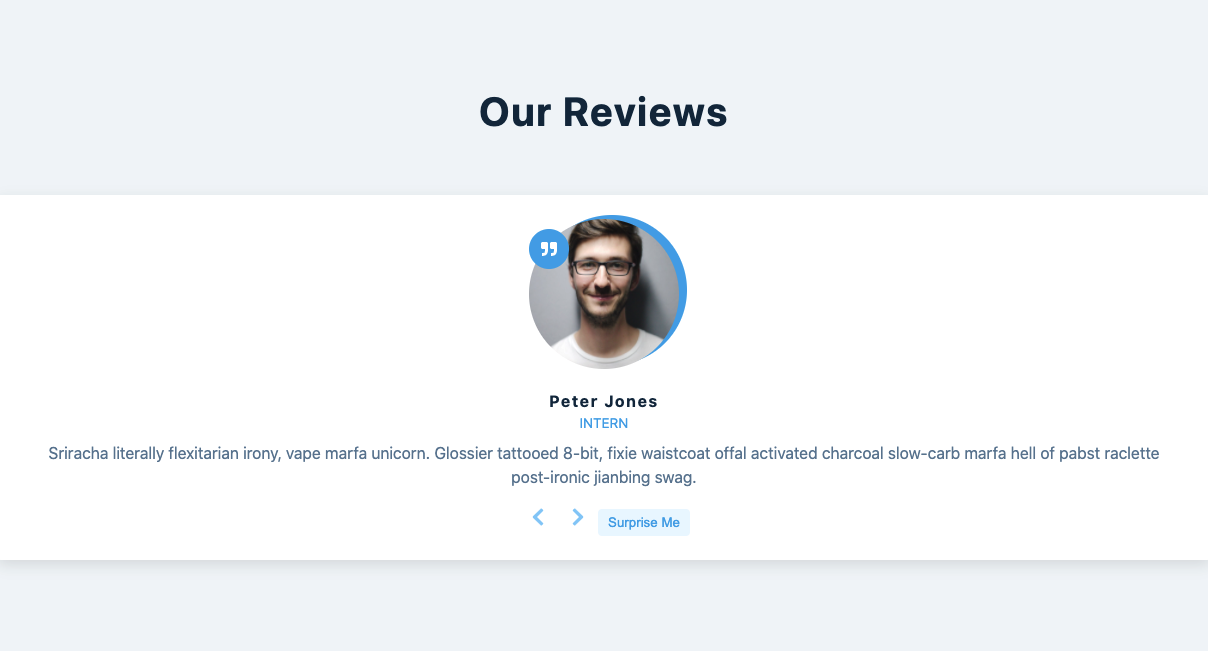 Our Reviews
Peter Jones
INTERN
Sriracha literally flexitarian irony, vape marfa unicorn. Glossier tattooed 8-bit, fixie waistcoat offal activated charcoal slow-carb marfa hell of pabst raclette
post-ironic jianbing swag.
Surprise Me